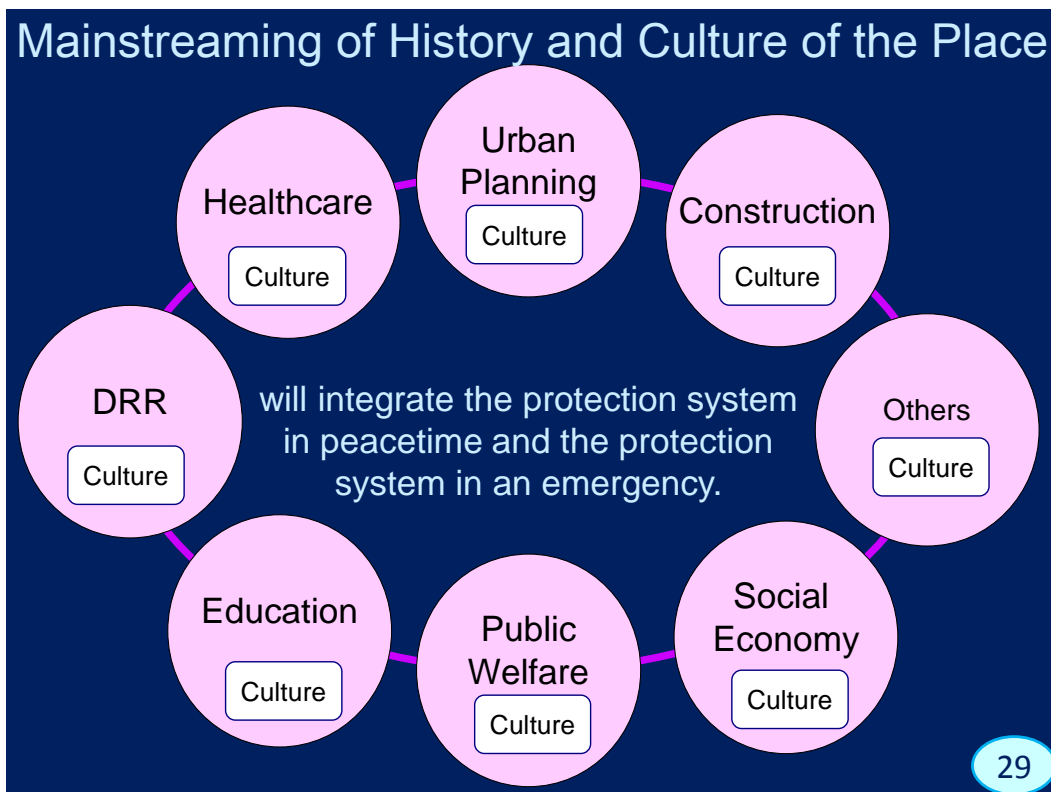 Mainstreaming of History and Culture of the Place
Urban
Planning
Culture
Healthcare
Culture
Construction
Culture
DRR
Culture
will integrate the protection system
in peacetime and the protection
system in an emergency.
Others
Culture
Education
Culture
Public
Welfare
Culture
Social
Economy
Culture
29